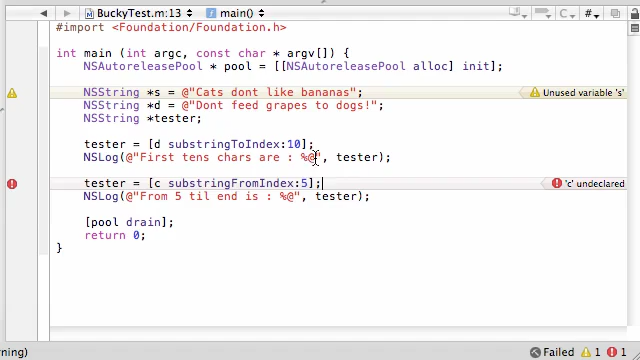 BuckyTest.m:13 main()
#import <Foundation/Foundation.h>
int main (int argc, const char * argv[]) {
NSAutoreleasePool * pool = [[NSAutoreleasePool alloc] init];
NSString *s = @"Cats dont like bananas"; Unused variable 's'
NSString *d = @"Dont feed grapes to dogs!";
NSString *tester;
tester = [d substringToIndex:10];
NSLog(@"First tens chars are : %@", tester);
tester = [c substringFromIndex:5]; 'c' undeclared
NSLog(@"From 5 til end is : %@", tester);
[pool drain];
return 0;
}
rning) Failed 1 1